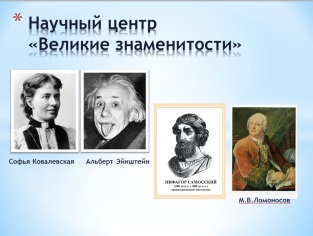 * Научный центр
«Великие знаменитости»
Софья Ковалевская
Альберт Эйнштейн
ПИФАГОР САМОССКИЙ
М.В.Ломоносов